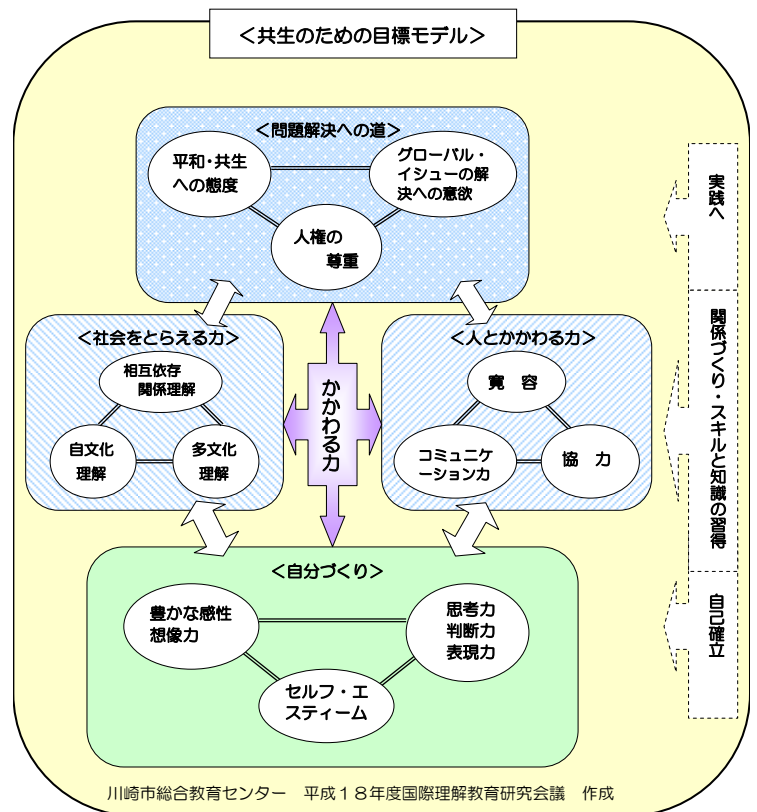 ＜共生のための目標モデル＞
＜問題解決への道＞
平和・共生
への態度
グローバル・
イシューの解
決への意欲
人権の
尊重
＜社会をとらえる力＞
相互依存
関係理解
自文化
理解
多文化
理解
かかわる力
＜人とかかわる力＞
寛　容
コミュニケ
ーション力
協　力
＜自分づくり＞
豊かな感性
想像力
思考力
判断力
表現力
セルフ・エ
スティーム
実践へ
関係づくり・スキルと知識の習得
自己確立
川崎市総合教育センター　平成１８年度国際理解教育研究会議　作成